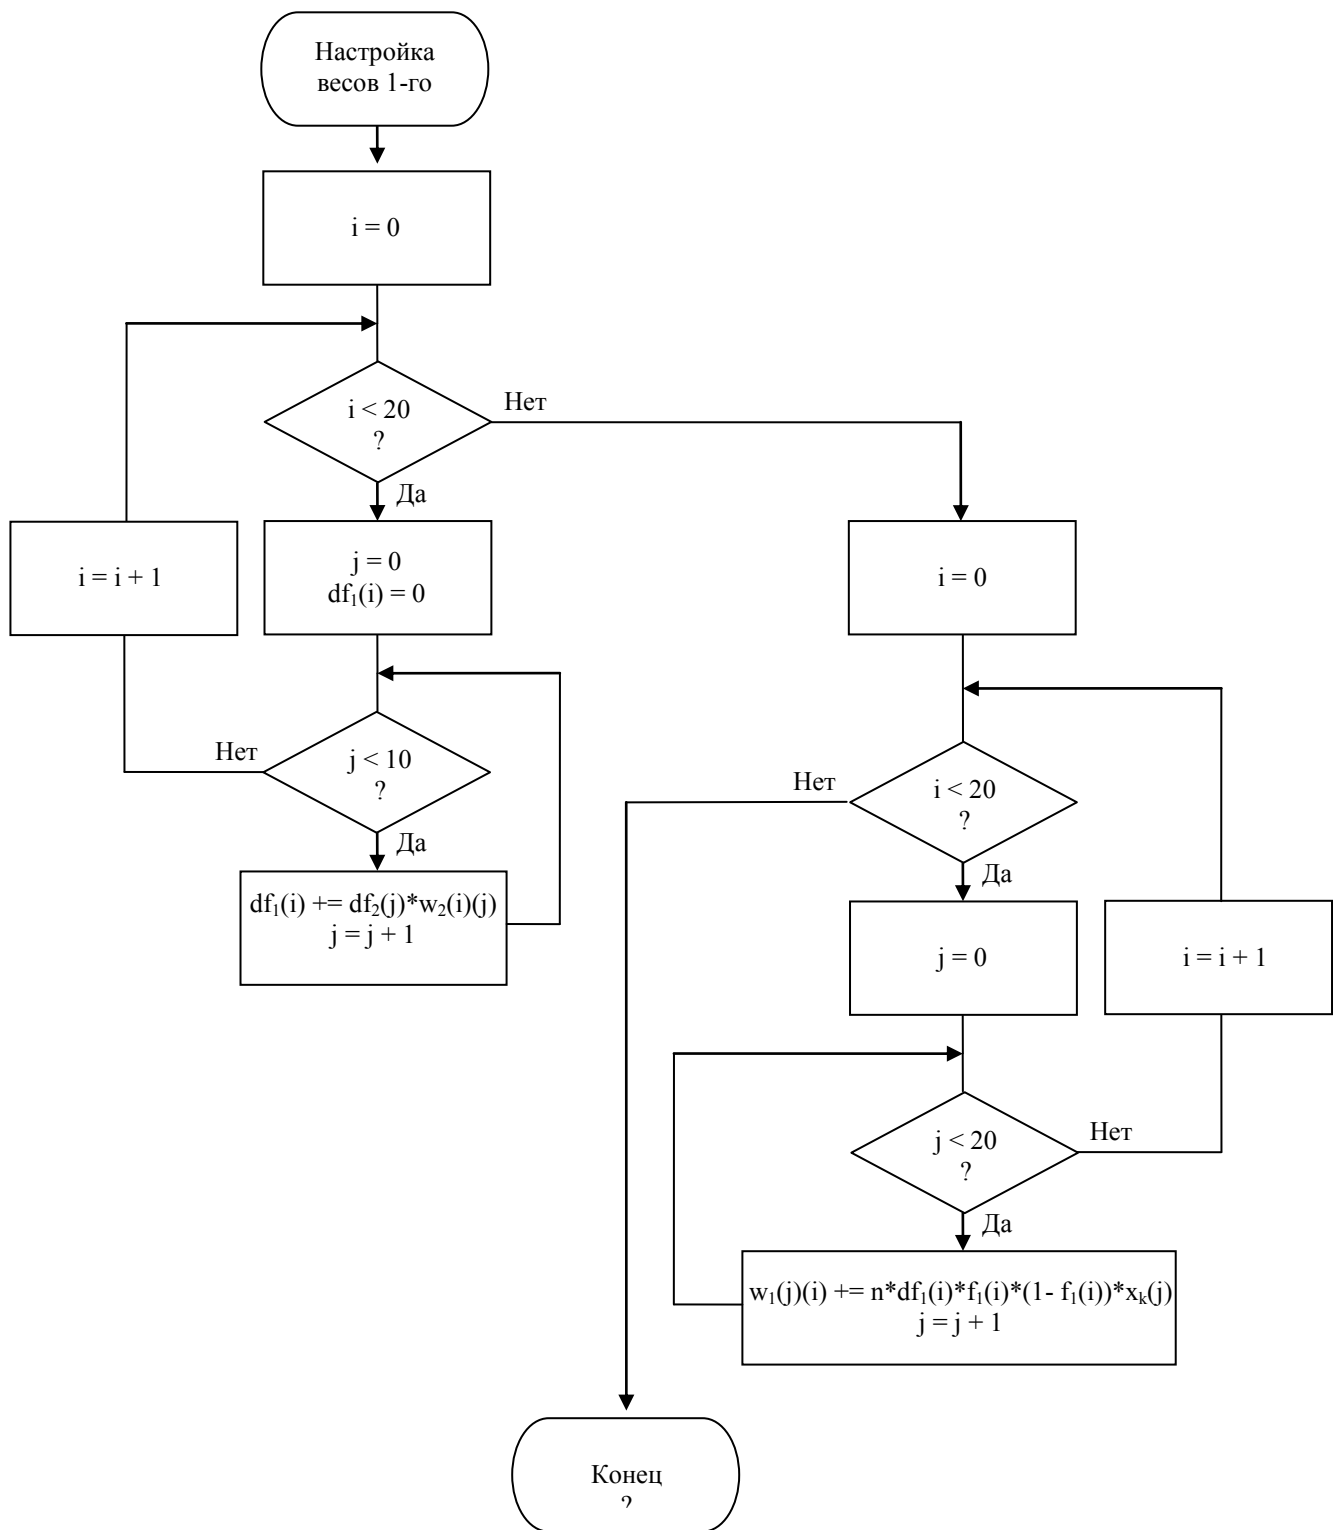 Настройка
весов 1-го
i = 0
i < 20
?
Нет
Да
i = i + 1
j = 0
df₁(i) = 0
i = 0
j < 10
?
Нет
Да
df₁(i) += df₂(j)*w₂(i)(j)
j = j + 1
i < 20
?
Нет
Да
j = 0
i = i + 1
j < 20
?
Нет
Да
w₁(j)(i) += n*df₁(i)*f₁(i)*(1- f₁(i))*xₖ(j)
j = j + 1
Конец
?